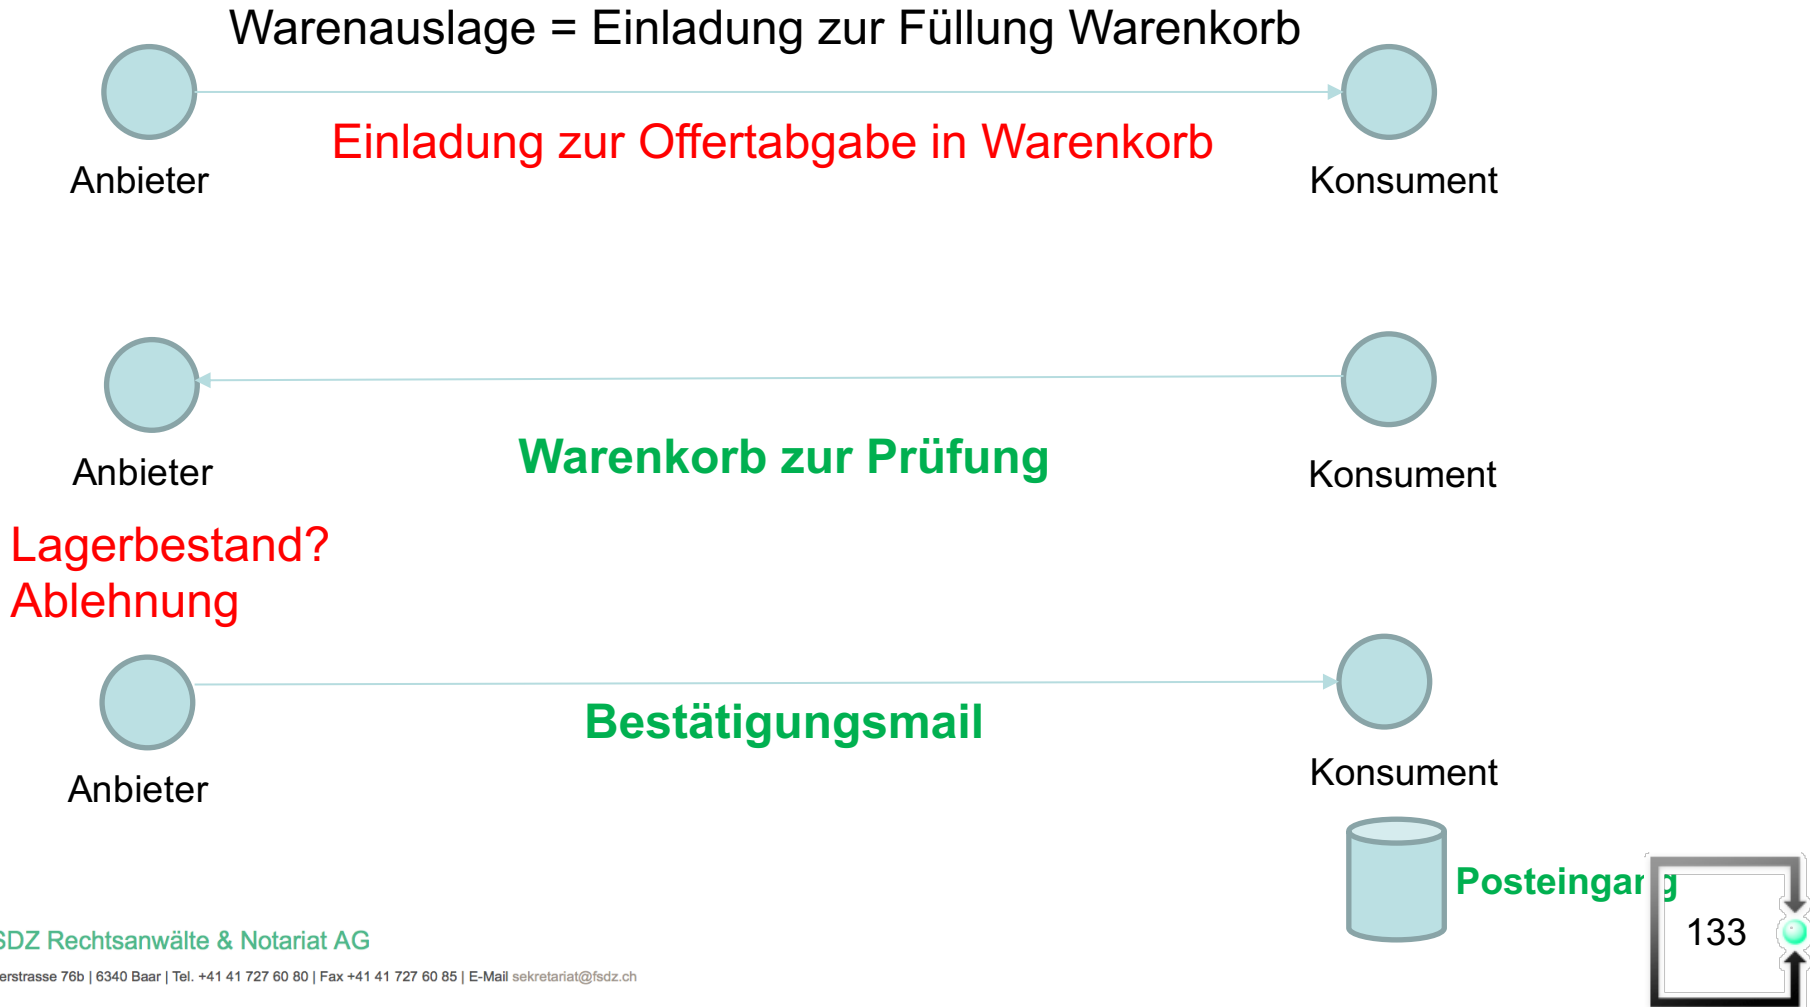 Warenauslage = Einladung zur Füllung Warenkorb
Einladung zur Offertabgabe in Warenkorb
Anbieter
Konsument
Warenkorb zur Prüfung
Anbieter
Konsument
Lagerbestand?
Ablehnung
Bestätigungsmail
Anbieter
Konsument
Posteingang
133
SDZ Rechtsanwälte & Notariat AG
erstrasse 76b | 6340 Baar | Tel. +41 41 727 60 80 | Fax +41 41 727 60 85 | E-Mail sekretariat@fsdz.ch